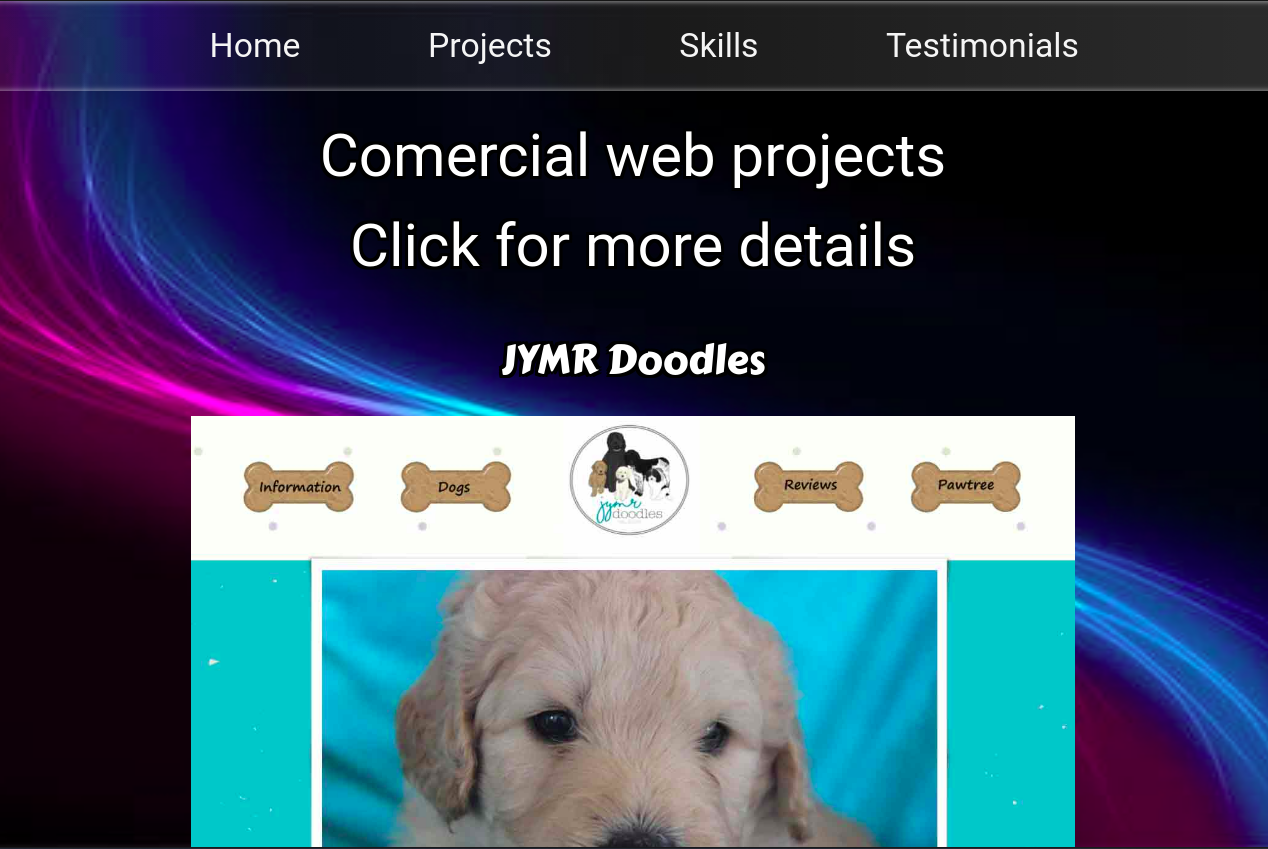 Home Projects Skills Testimonials
Comercial web projects
Click for more details
JYMR Doodles
Information Dogs Reviews Pawtree
jymr
doodles